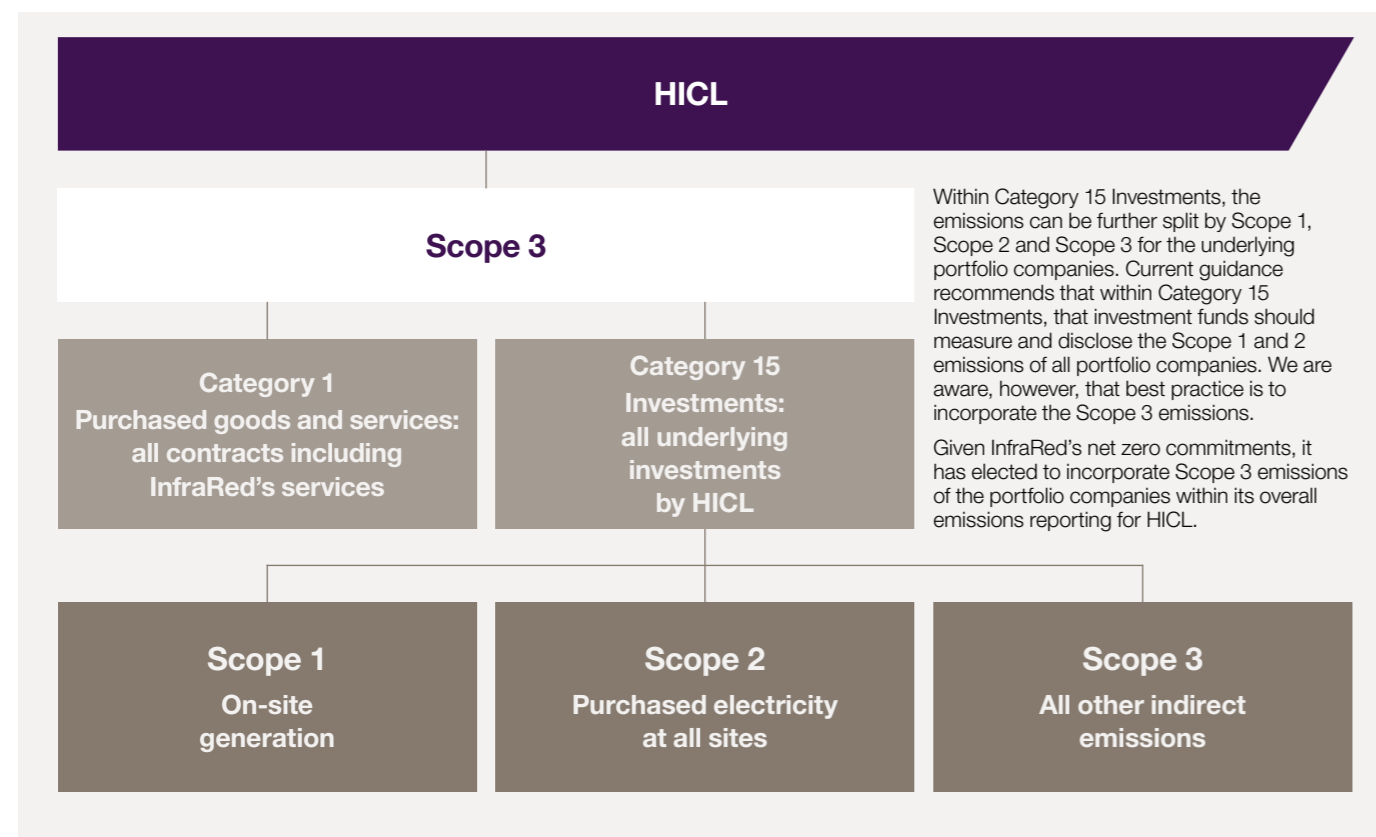 HICL
Scope 3
Within Category 15 Investments, the
emissions can be further split by Scope 1,
Scope 2 and Scope 3 for the underlying
portfolio companies. Current guidance
recommends that within Category 15
Investments, that investment funds should
measure and disclose the Scope 1 and 2
emissions of all portfolio companies. We are
aware, however, that best practice is to
incorporate the Scope 3 emissions.
Given InfraRed's net zero commitments, it
has elected to incorporate Scope 3 emissions
of the portfolio companies within its overall
emissions reporting for HICL.
Category 1
Purchased goods and services:
all contracts including
InfraRed's services
Category 15
Investments:
all underlying
investments
by HICL
Scope 1
On-site
generation
Scope 2
Purchased electricity
at all sites
Scope 3
All other indirect
emissions